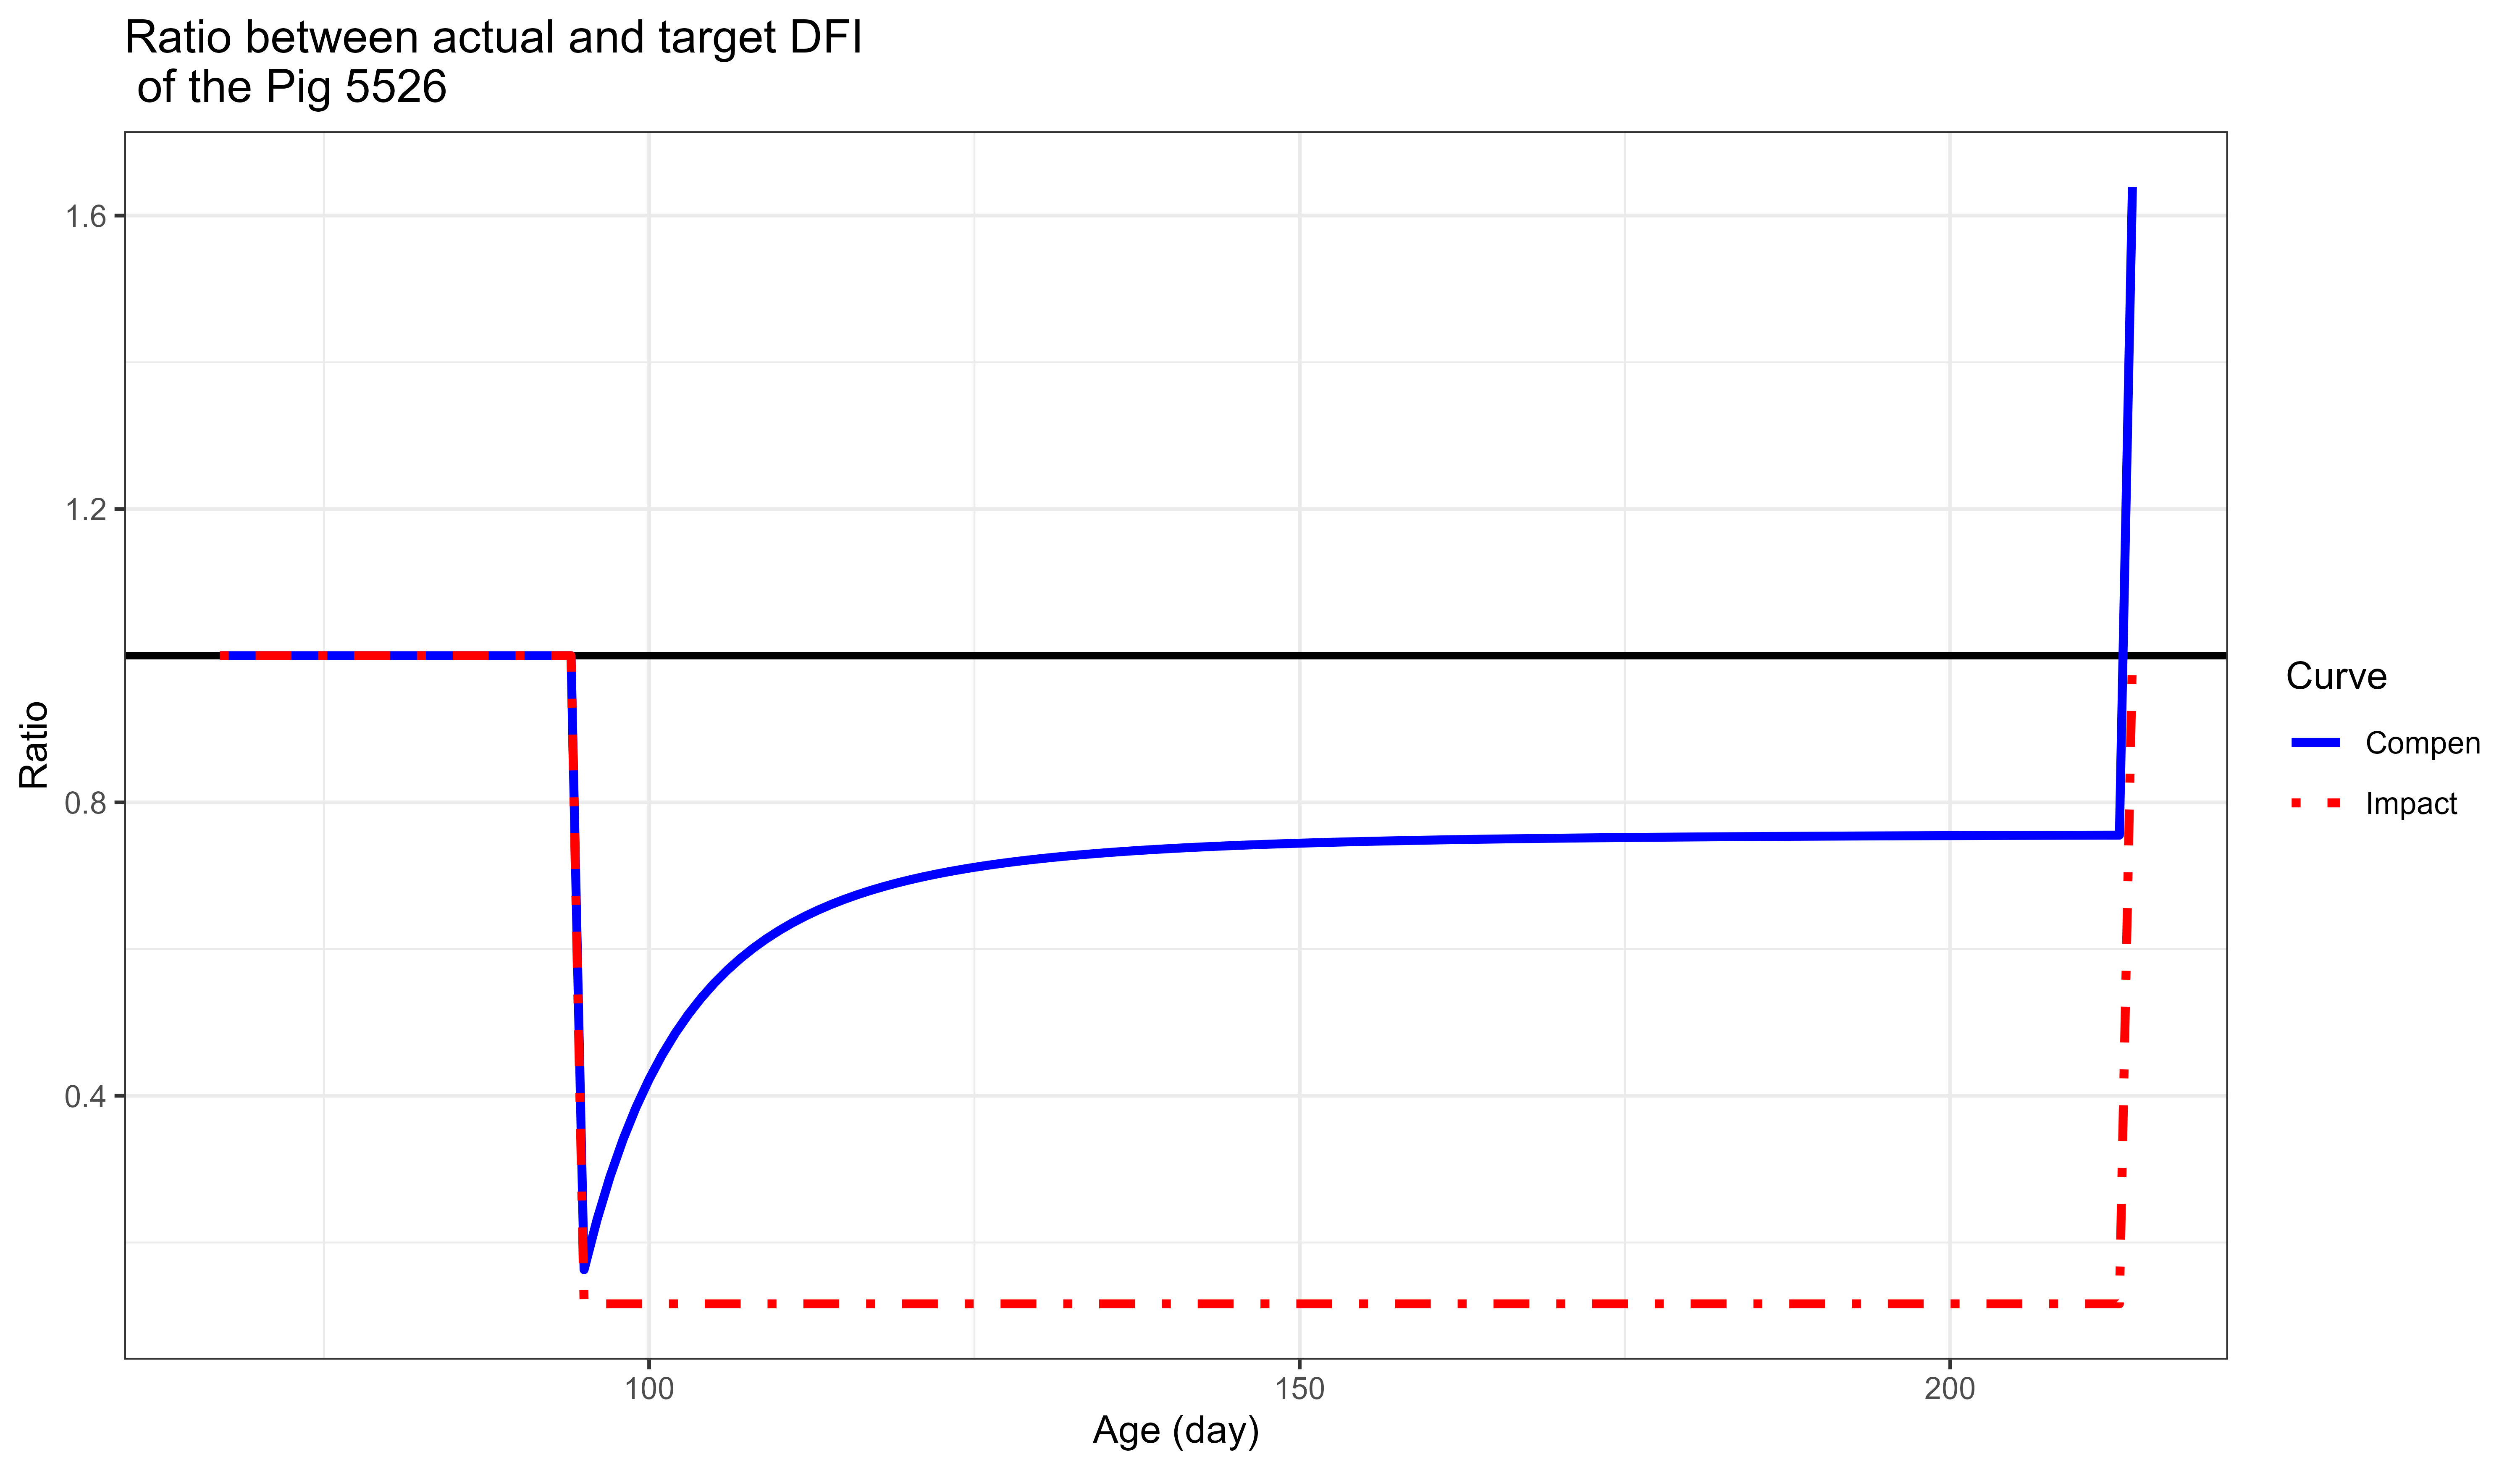 Ratio between actual and target DFI
of the Pig 5526
1.6
1.2
0.8
0.4
Ratio
100
150
200
Age (day)
Curve
Compen
Impact